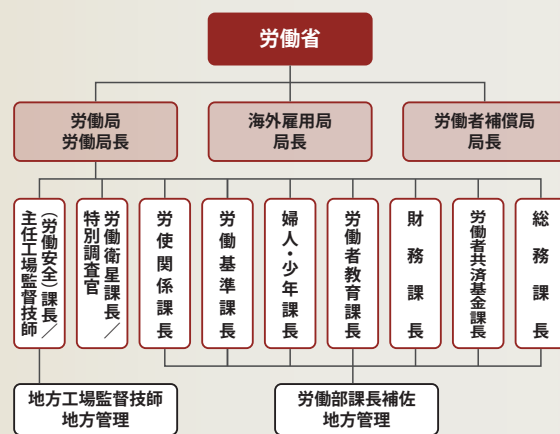 労働省
労働局
労働局長
海外雇用局
局長
労働者補償局
局長
(労働安全)課長/
主任工場監督技師
労働衛星課長/
特別調査官
労使関係課長
労働基準課長
婦人・少年課長
労働者教育課長
財務課長
労働者共済基金課長
総務課長
地方工場監督技師
地方管理
労働部課長補佐
地方管理